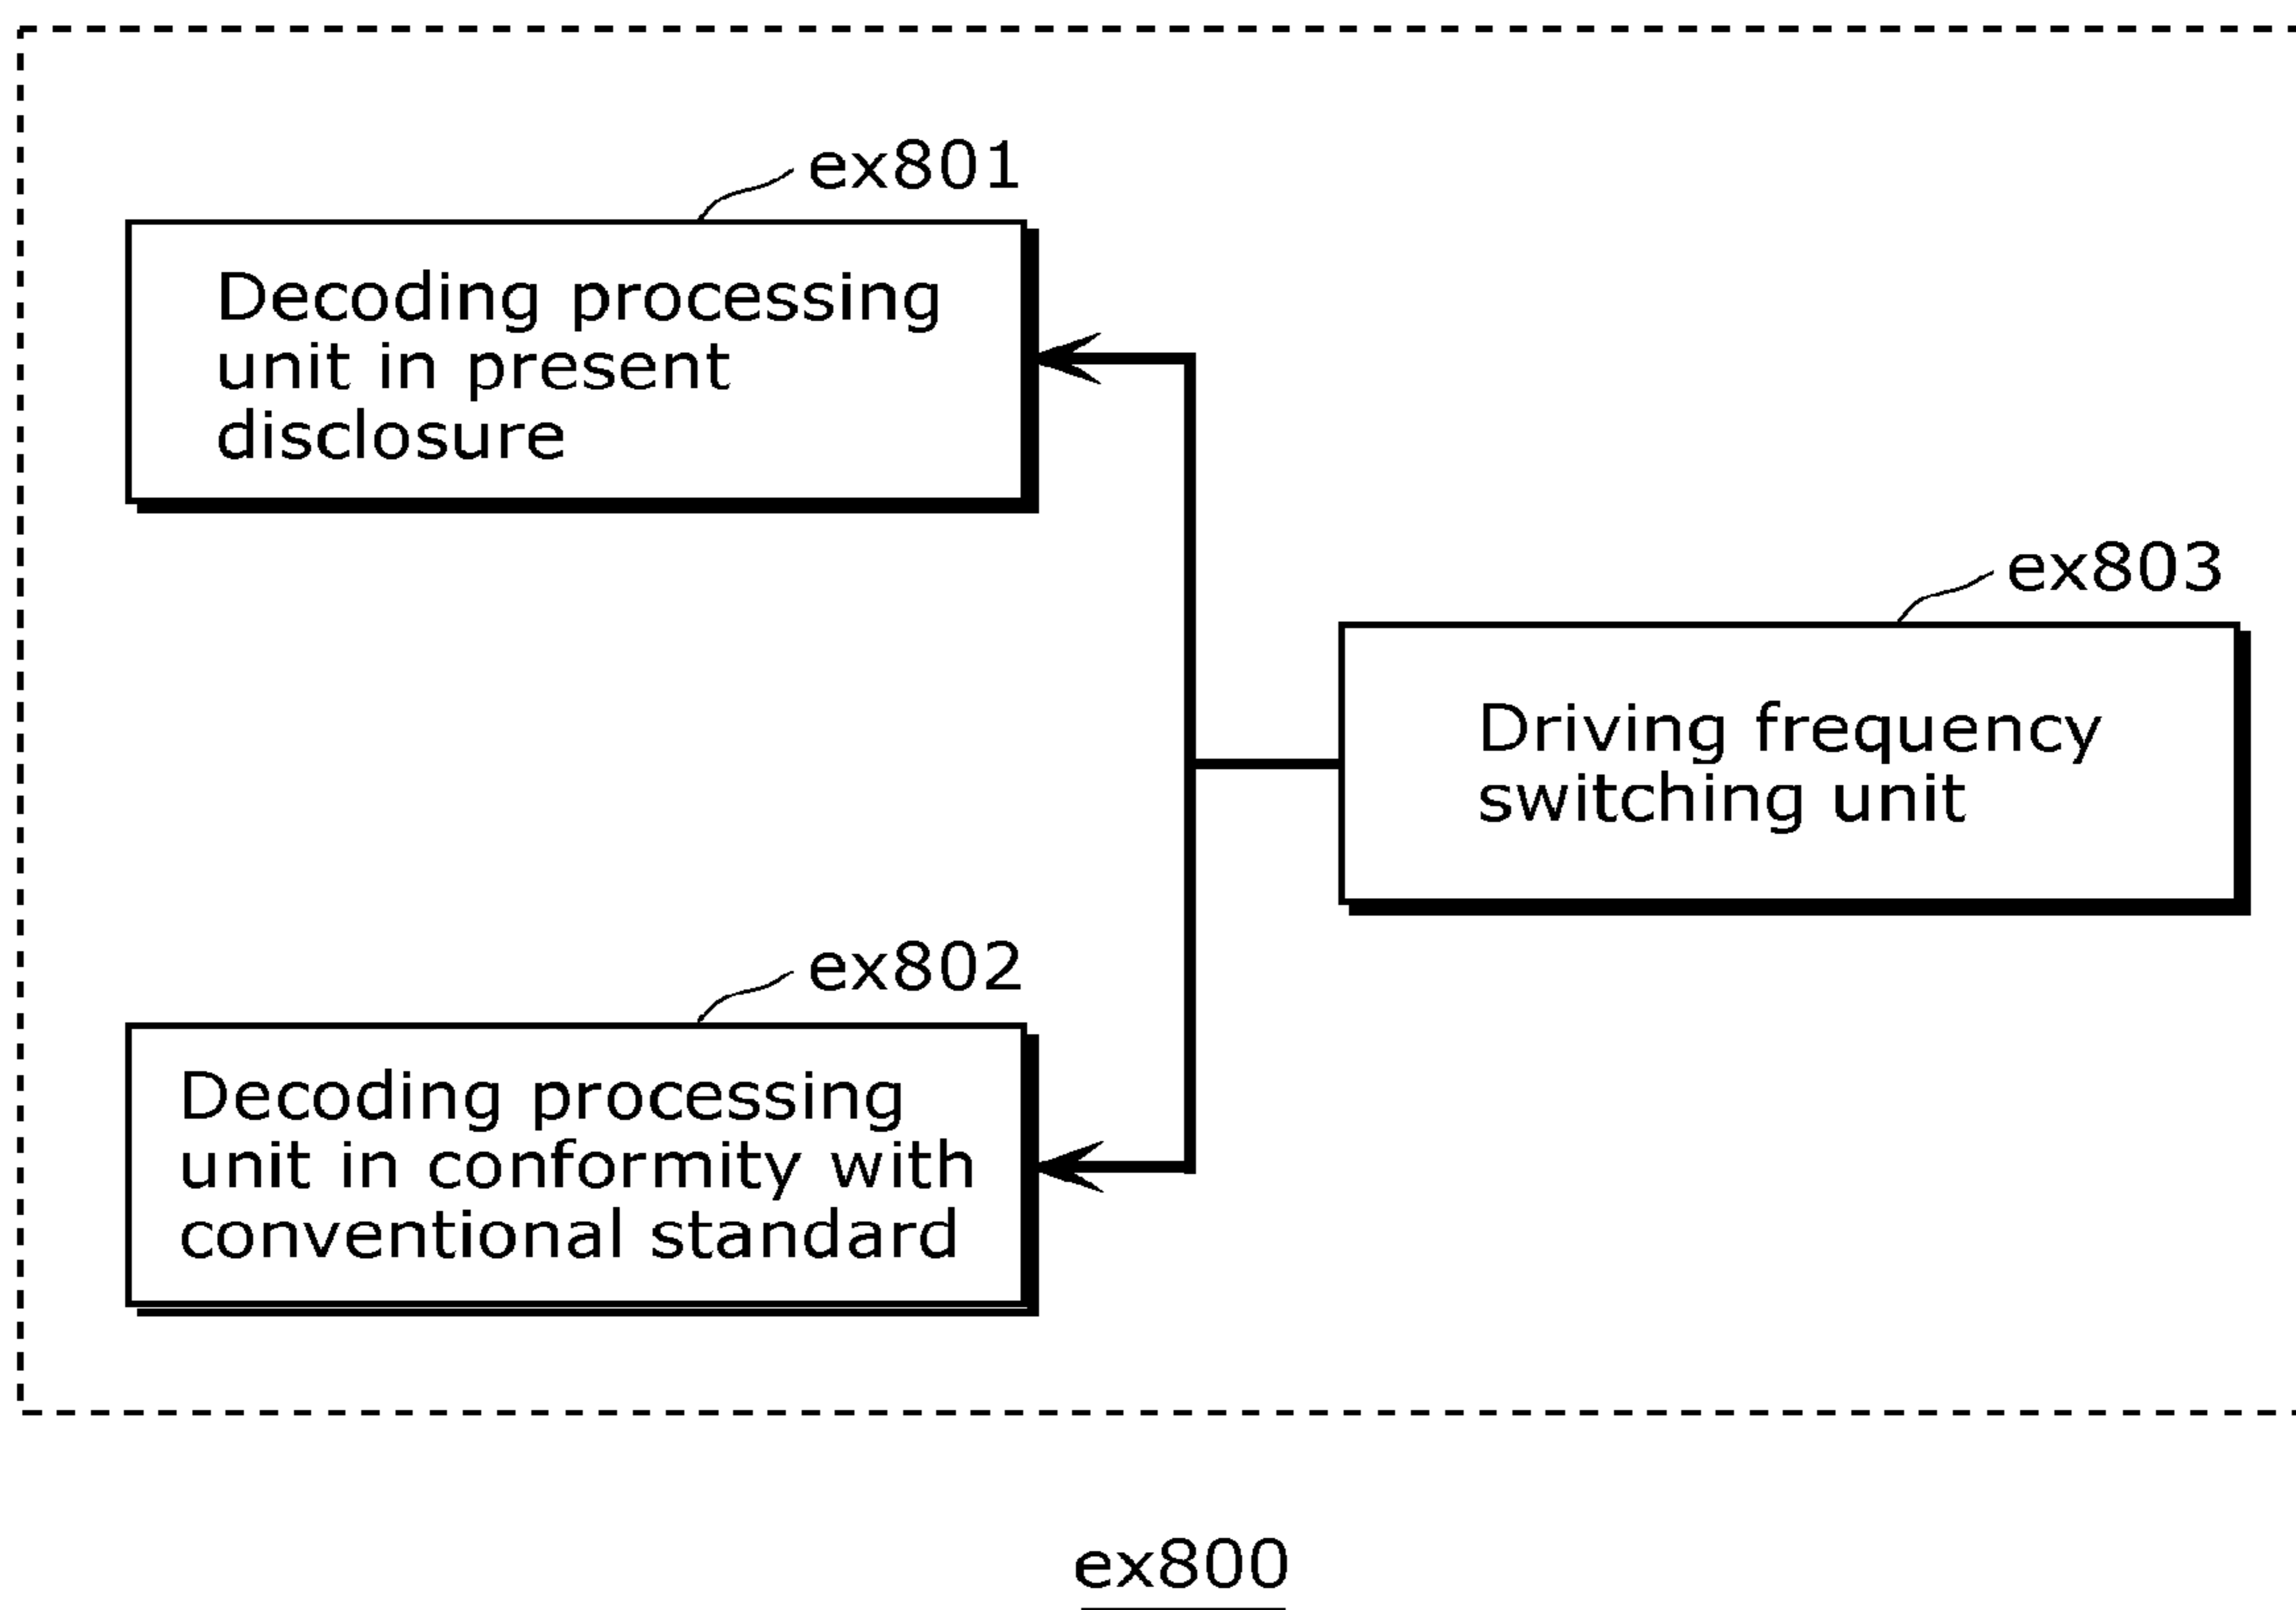 ex801
Decoding processing
unit in present
disclosure
ex803
Driving frequency
switching unit
ex802
Decoding processing
unit in conformity with
conventional standard
ex800